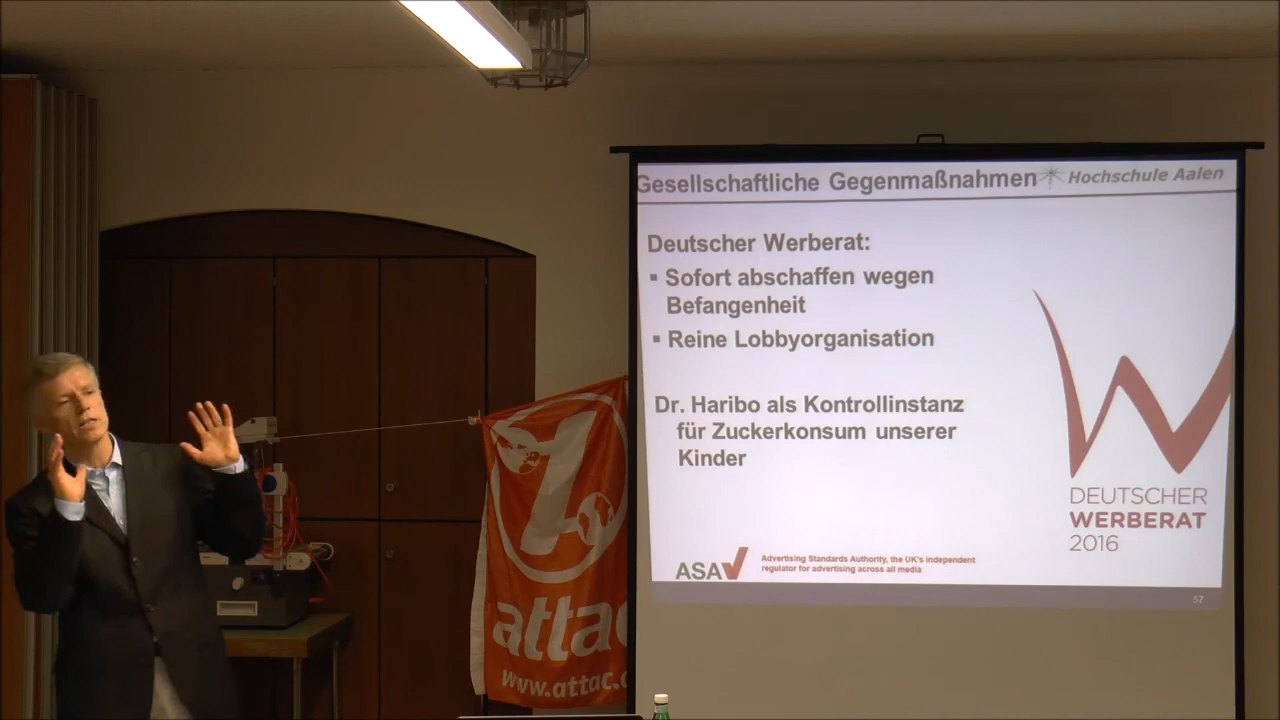 Gesellschaftliche Gegenmaßnahmen
Hochschule Aalen
Deutscher Werberat:
▪ Sofort abschaffen wegen
Befangenheit
▪ Reine Lobbyorganisation
Dr. Haribo als Kontrollinstanz
für Zuckerkonsum unserer
Kinder
DEUTSCHER
WERBERAT
2016
ASA
Advertising Standards Authority, the UK's independent
regulator for advertising across all media
57
attac
www.attac.d